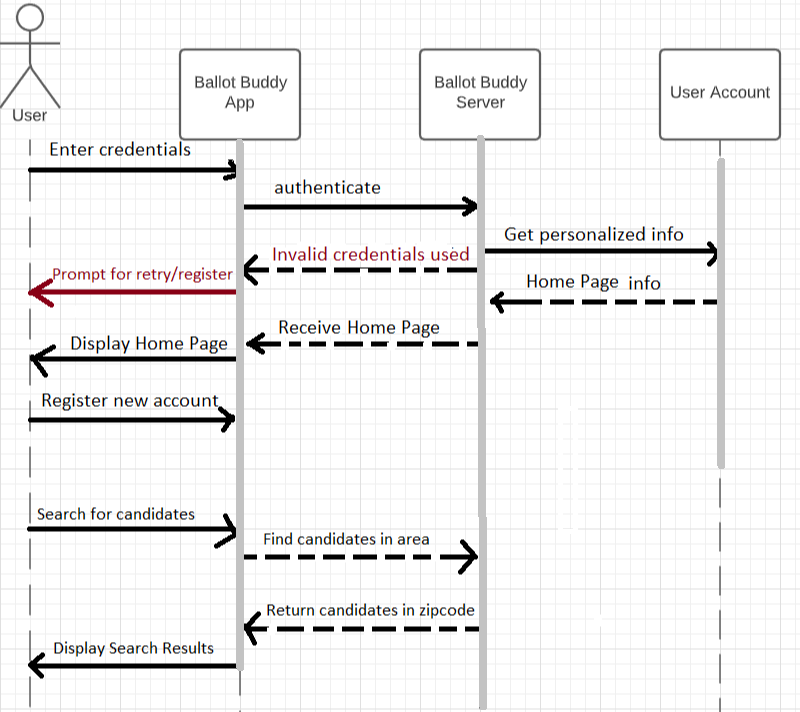 User
Ballot Buddy
App
Ballot Buddy
Server
User Account
Enter credentials
authenticate
Get personalized info
Invalid credentials used
Prompt for retry/register
Home Page info
Receive Home Page
Display Home Page
Register new account
Search for candidates
Find candidates in area
Return candidates in zipcode
Display Search Results